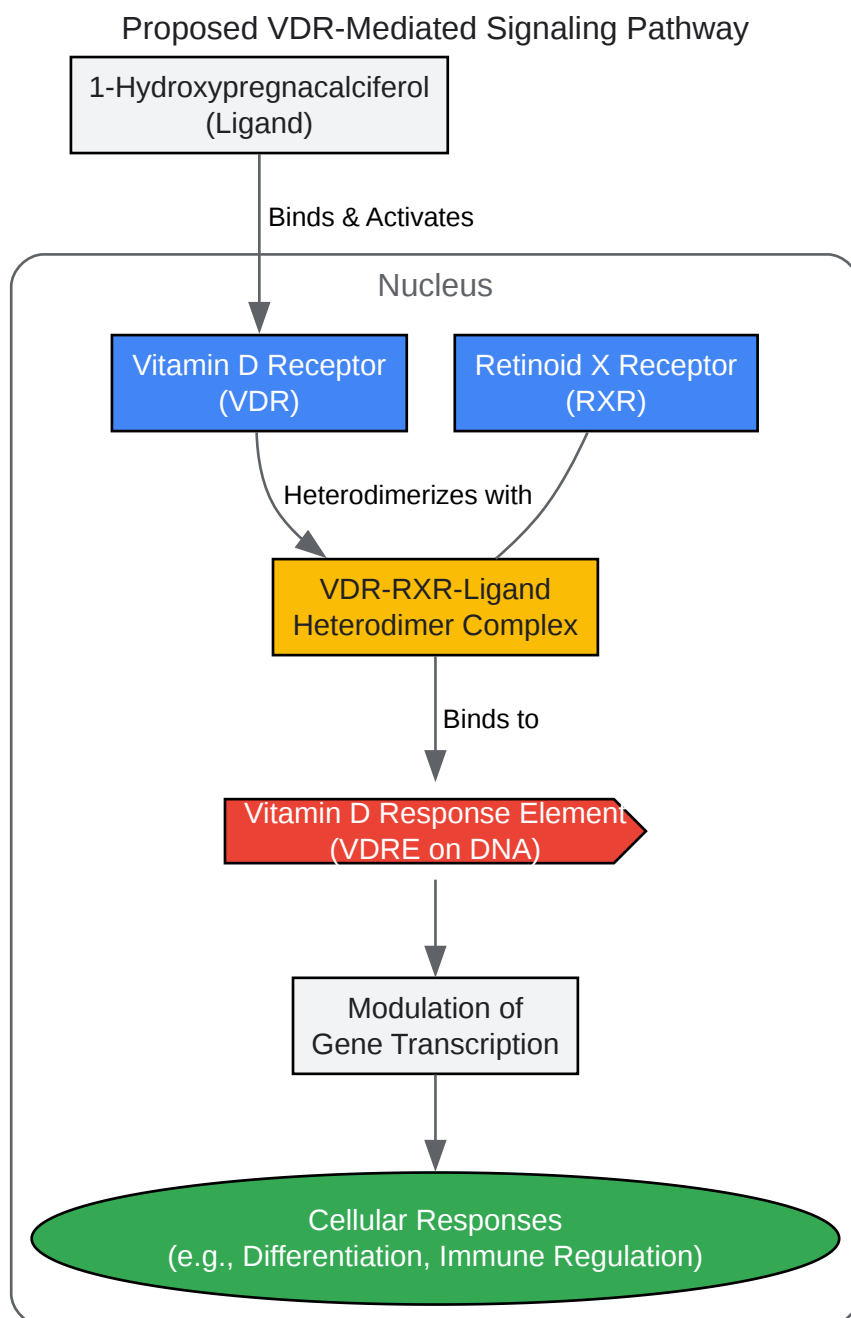 Proposed VDR-Mediated Signaling Pathway
1-Hydroxypregnacalciferol
(Ligand)
Binds & Activates
Nucleus
Vitamin D Receptor
(VDR)
Retinoid X Receptor
(RXR)
Heterodimerizes with
VDR-RXR-Ligand
Heterodimer Complex
Binds to
Vitamin D Response Element
(VDRE on DNA)
Modulation of
Gene Transcription
Cellular Responses
(e.g., Differentiation, Immune Regulation)